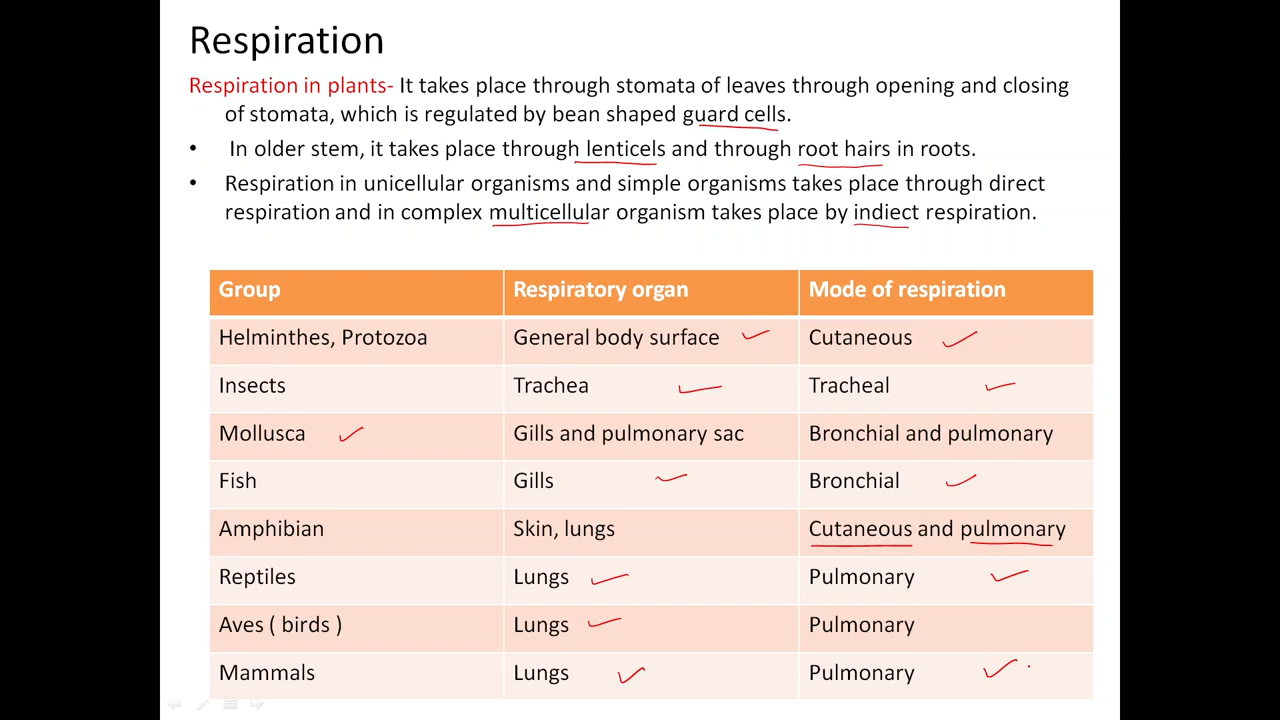 Respiration
Respiration in plants- It takes place through stomata of leaves through opening and closing
of stomata, which is regulated by bean shaped guard cells.
• In older stem, it takes place through lenticels and through root hairs in roots.
• Respiration in unicellular organisms and simple organisms takes place through direct
respiration and in complex multicellular organism takes place by indiect respiration.
Group Respiratory organ Mode of respiration
Helminthes, Protozoa General body surface Cutaneous
Insects Trachea Tracheal
Mollusca Gills and pulmonary sac Bronchial and pulmonary
Fish Gills Bronchial
Amphibian Skin, lungs Cutaneous and pulmonary
Reptiles Lungs Pulmonary
Aves ( birds ) Lungs Pulmonary
Mammals Lungs Pulmonary